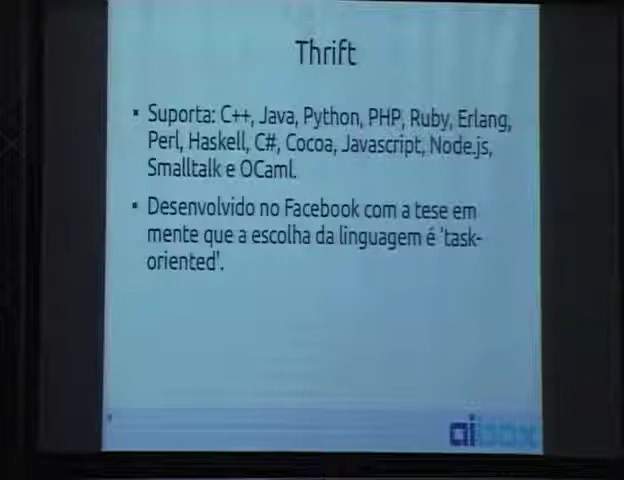 Thrift
▪ Suporta: C++, Java, Python, PHP, Ruby, Erlang,
Perl, Haskell, C#, Cocoa, Javascript, Node.js,
Smalltalk e OCaml.
▪ Desenvolvido no Facebook com a tese em
mente que a escolha da linguagem é 'task-
oriented'.
aibox